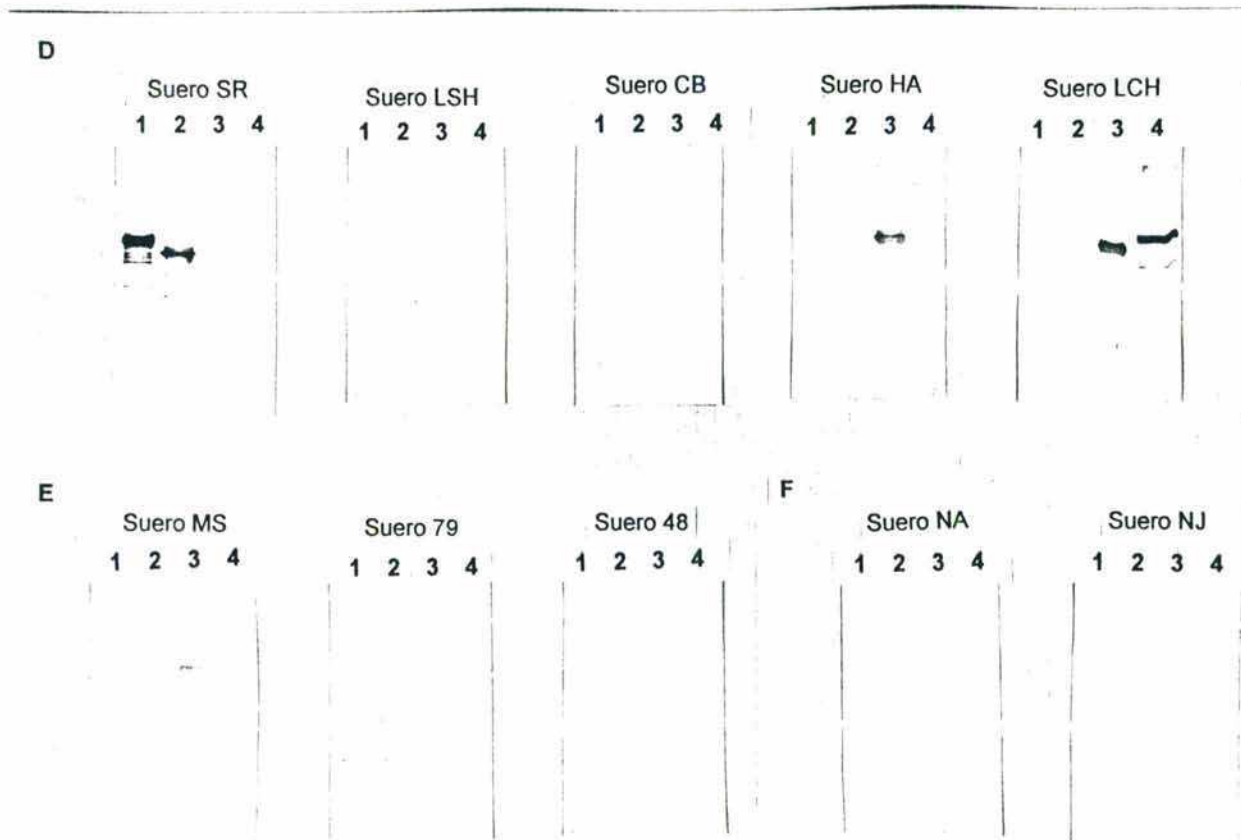 D
Suero SR
1 2 3 4
Suero LSH
1 2 3 4
Suero CB
1 2 3 4
Suero HA
1 2 3 4
Suero LCH
1 2 3 4
E
Suero MS
1 2 3 4
Suero 79
1 2 3 4
Suero 48
1 2 3 4
F
Suero NA
1 2 3 4
Suero NJ
1 2 3 4